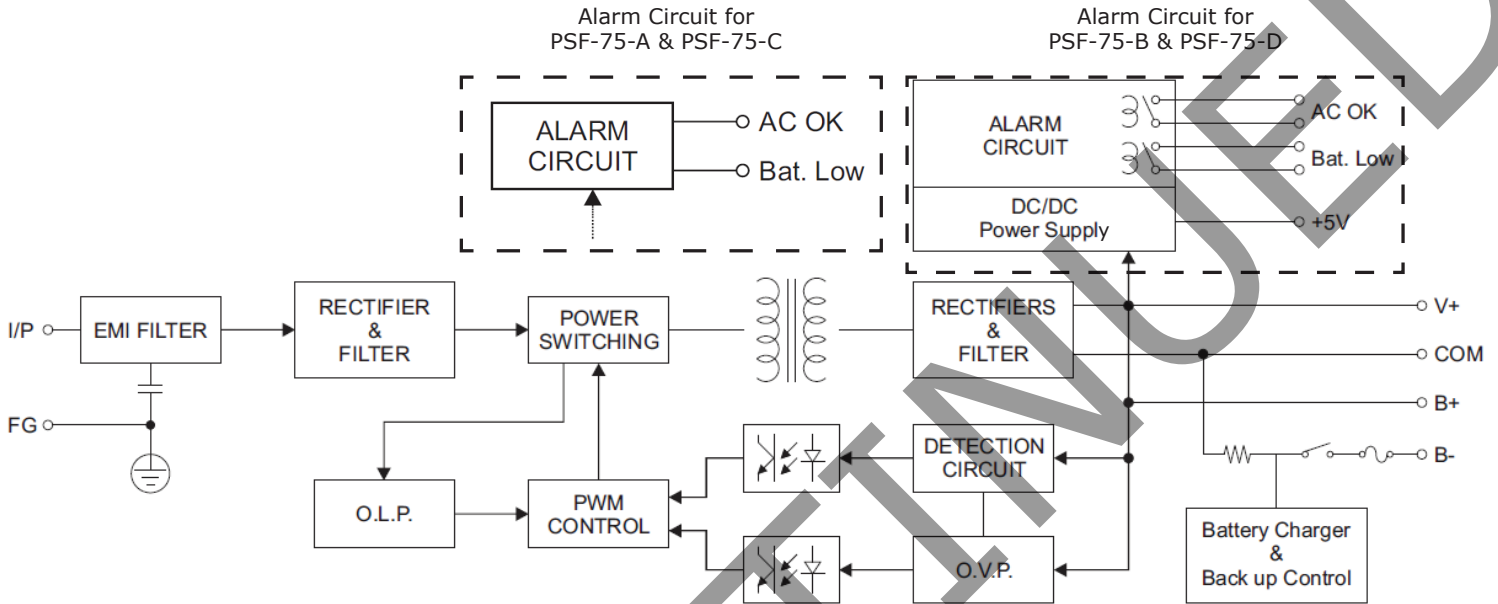 Alarm Circuit for
PSF-75-A & PSF-75-C
Alarm Circuit for
PSF-75-B & PSF-75-D
ALARM
CIRCUIT
AC OK
Bat. Low
ALARM
CIRCUIT
AC OK
Bat. Low
DC/DC
Power Supply
+5V
I/P
EMI FILTER
RECTIFIER
&
FILTER
POWER
SWITCHING
RECTIFIERS
&
FILTER
V+
COM
B+
B-
FG
O.L.P.
PWM
CONTROL
DETECTION
CIRCUIT
O.V.P.
Battery Charger
&
Back up Control
TINUED